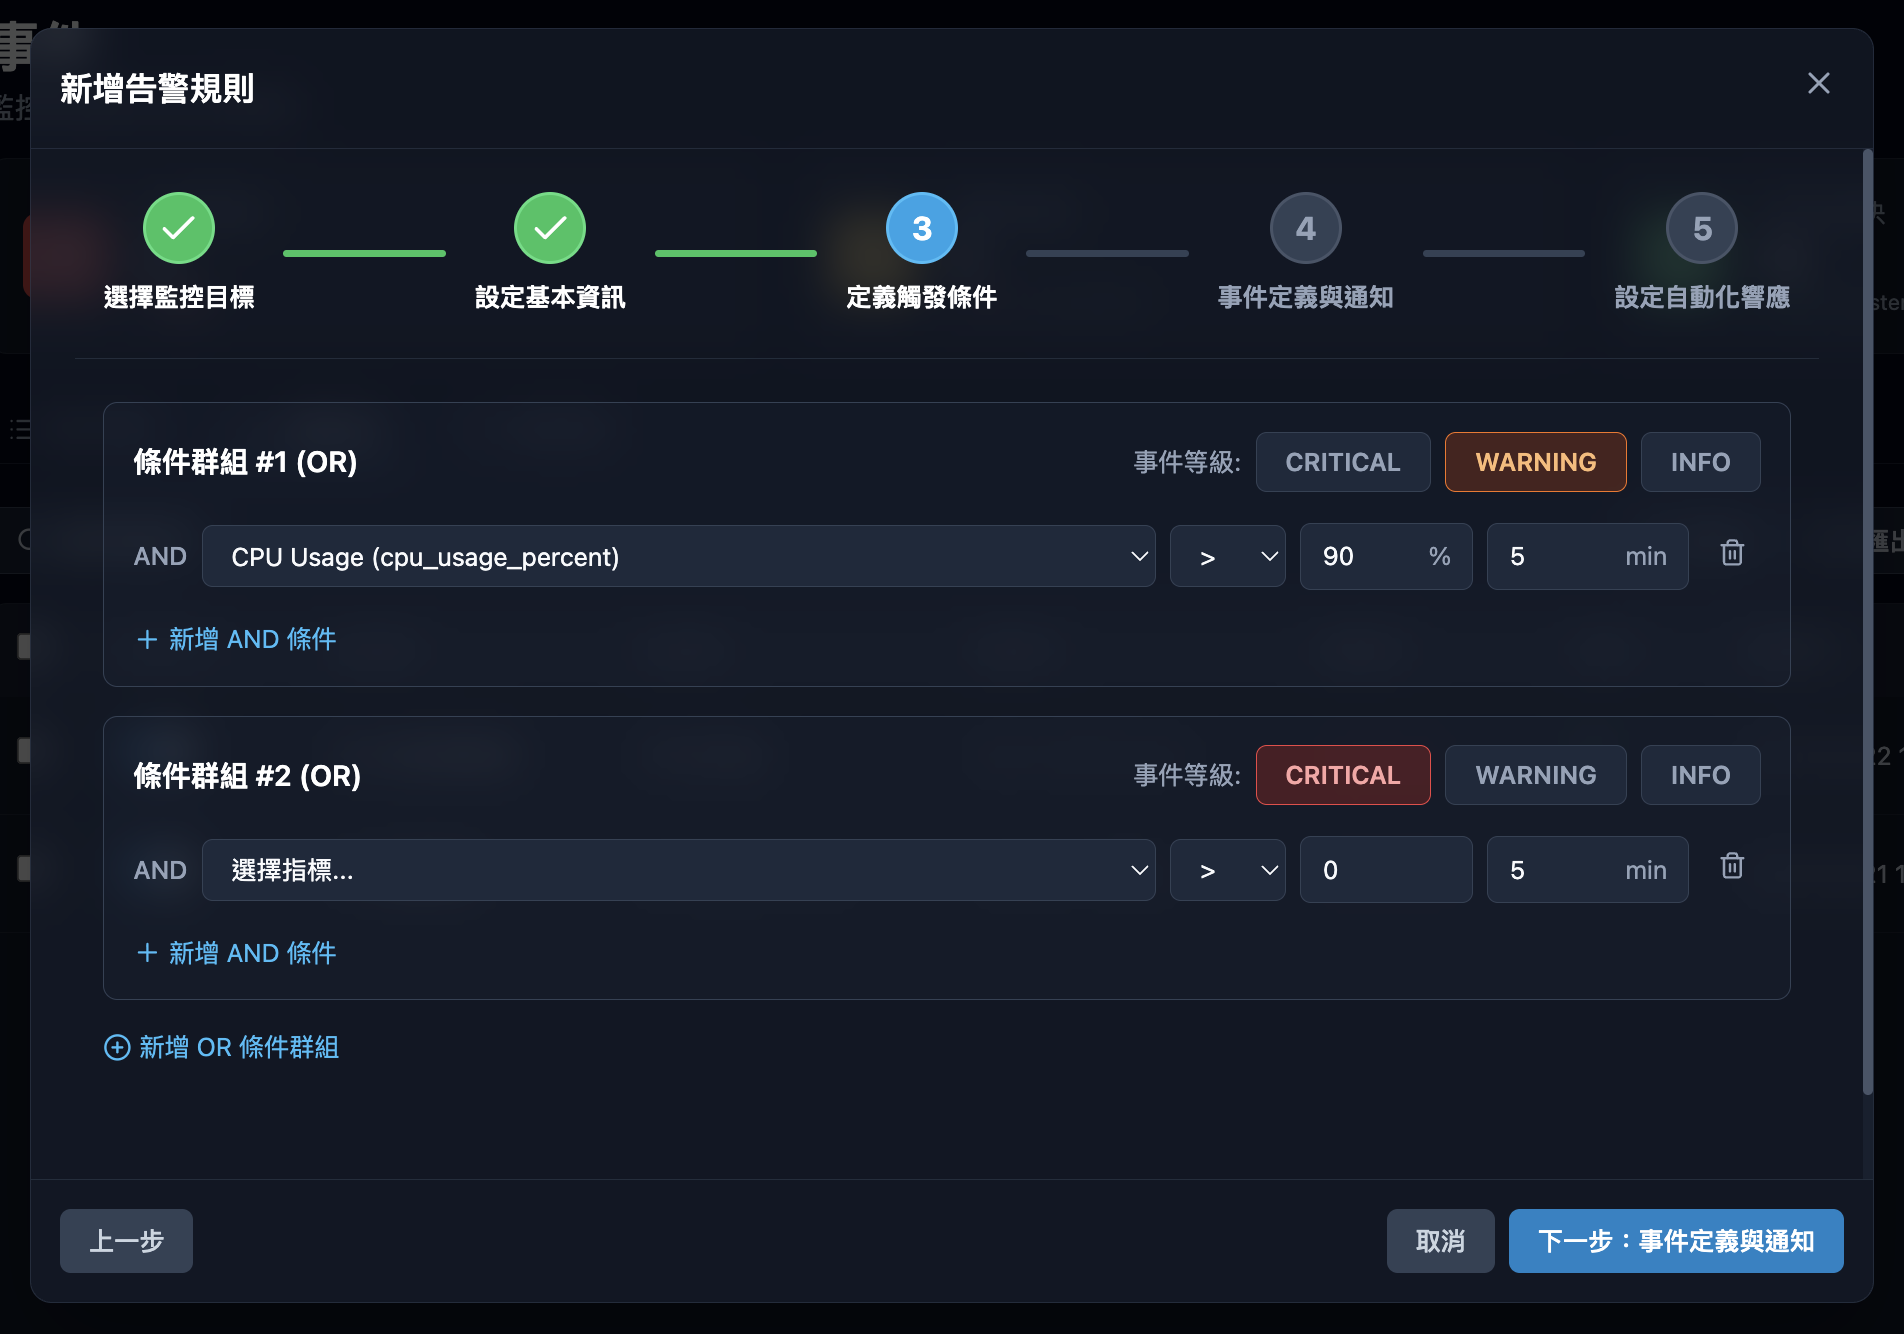 事件
監控
新增告警規則
3
4
5
選擇監控目標
設定基本資訊
定義觸發條件
事件定義與通知
設定自動化響應
條件群組 #1 (OR)
事件等級:
CRITICAL
WARNING
INFO
AND
CPU Usage (cpu_usage_percent)
>
90
%
5
min
新增 AND 條件
條件群組 #2 (OR)
事件等級:
CRITICAL
WARNING
INFO
AND
選擇指標...
>
0
5
min
新增 AND 條件
新增 OR 條件群組
上一步
取消
下一步：事件定義與通知
匯出